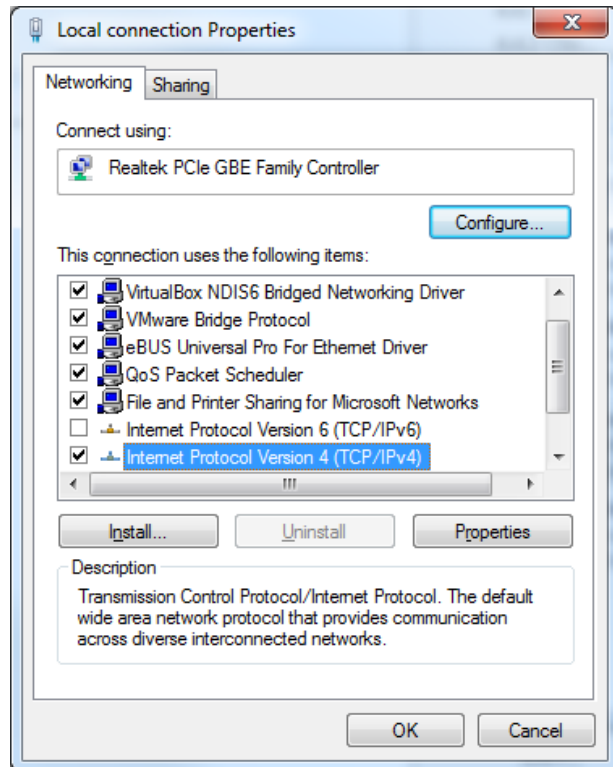 Local connection Properties
Networking
Sharing
Connect using:
Realtek PCIe GBE Family Controller
Configure...
This connection uses the following items:
VirtualBox NDIS6 Bridged Networking Driver
VMware Bridge Protocol
eBUS Universal Pro For Ethernet Driver
QoS Packet Scheduler
File and Printer Sharing for Microsoft Networks
Internet Protocol Version 6 (TCP/IPv6)
Internet Protocol Version 4 (TCP/IPv4)
Install...
Uninstall
Properties
Description
Transmission Control Protocol/Internet Protocol. The default
wide area network protocol that provides communication
across diverse interconnected networks.
OK
Cancel